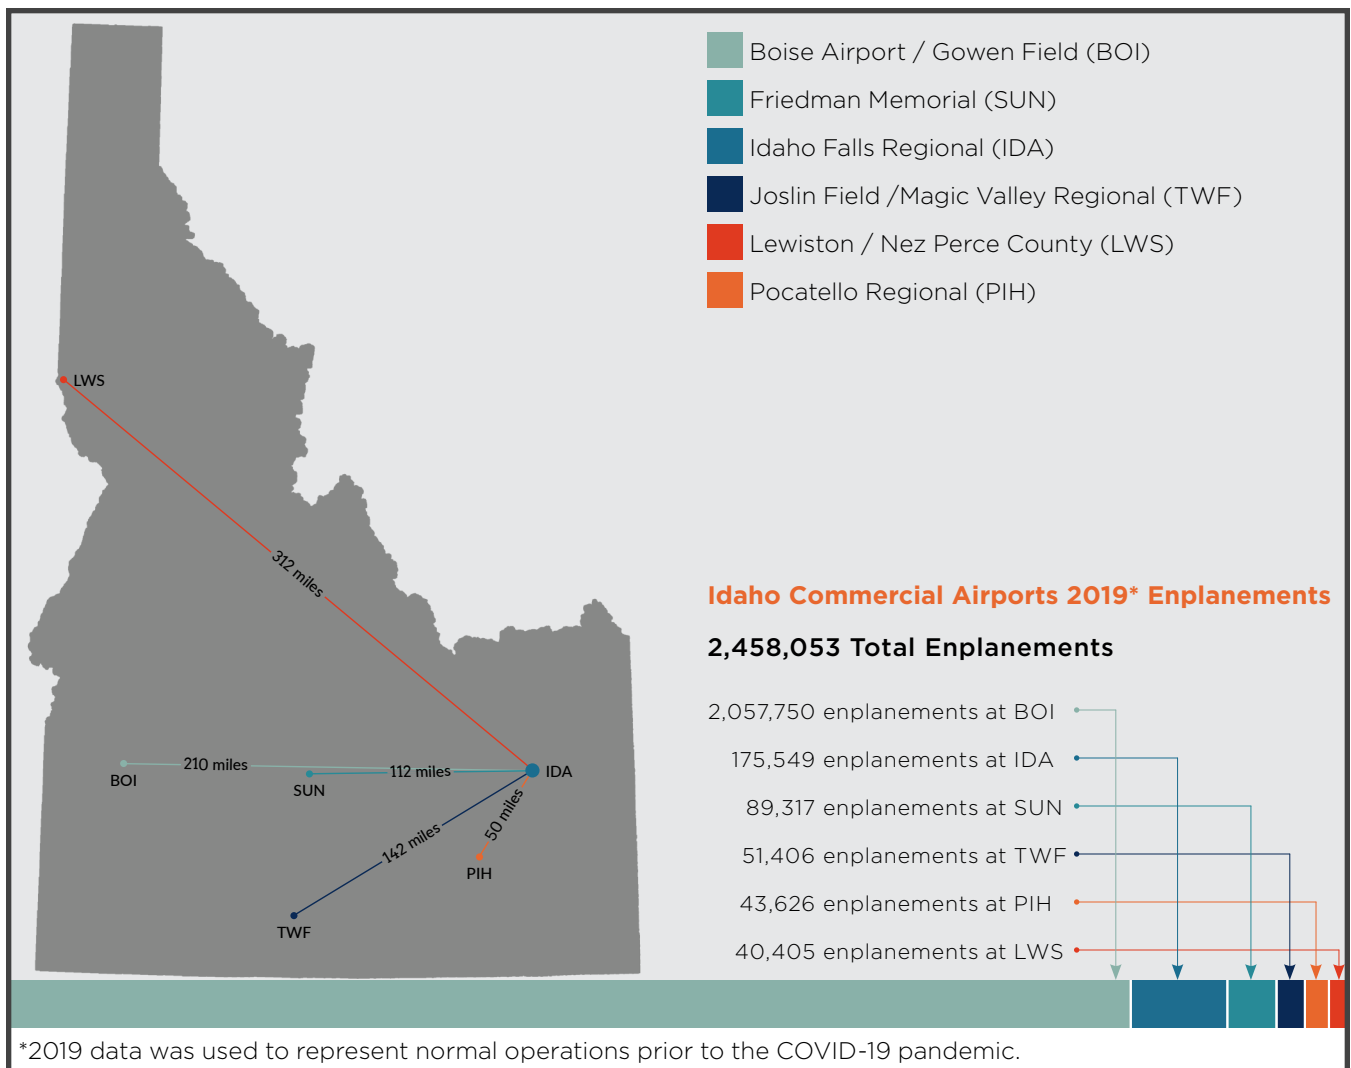 Boise Airport / Gowen Field (BOI)
Friedman Memorial (SUN)
Idaho Falls Regional (IDA)
Joslin Field /Magic Valley Regional (TWF)
Lewiston / Nez Perce County (LWS)
Pocatello Regional (PIH)
LWS
312 miles
BOI
210 miles
SUN
112 miles
IDA
50 miles
PIH
142 miles
TWF
Idaho Commercial Airports 2019* Enplanements
2,458,053 Total Enplanements
2,057,750 enplanements at BOI
175,549 enplanements at IDA
89,317 enplanements at SUN
51,406 enplanements at TWF
43,626 enplanements at PIH
40,405 enplanements at LWS
*2019 data was used to represent normal operations prior to the COVID-19 pandemic.